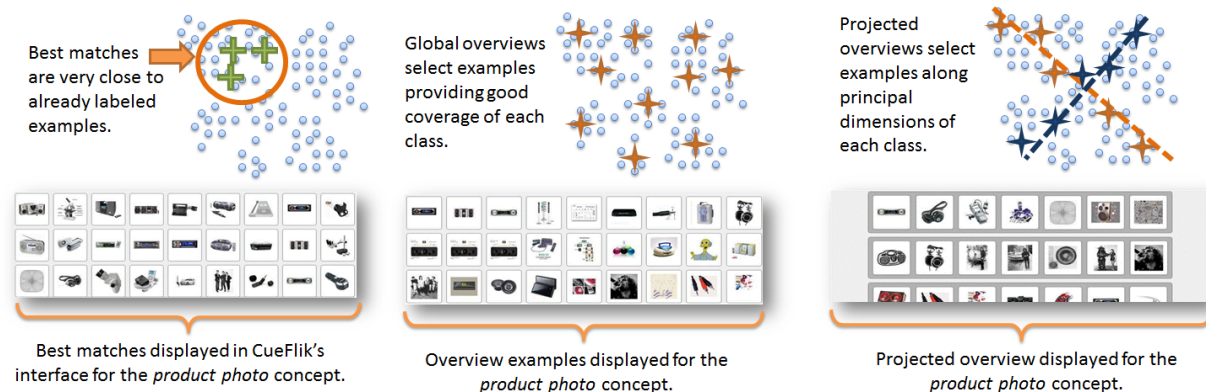 Best matches
are very close to
already labeled
examples.
Global overviews
select examples
providing good
coverage of each
class.
Projected
overviews select
examples along
principal
dimensions of
each class.
Best matches displayed in CueFlik's
interface for the product photo concept.
Overview examples displayed for the
product photo concept.
Projected overview displayed for the
product photo concept.